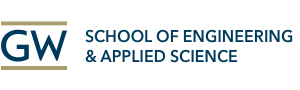 GW
SCHOOL OF ENGINEERING
& APPLIED SCIENCE